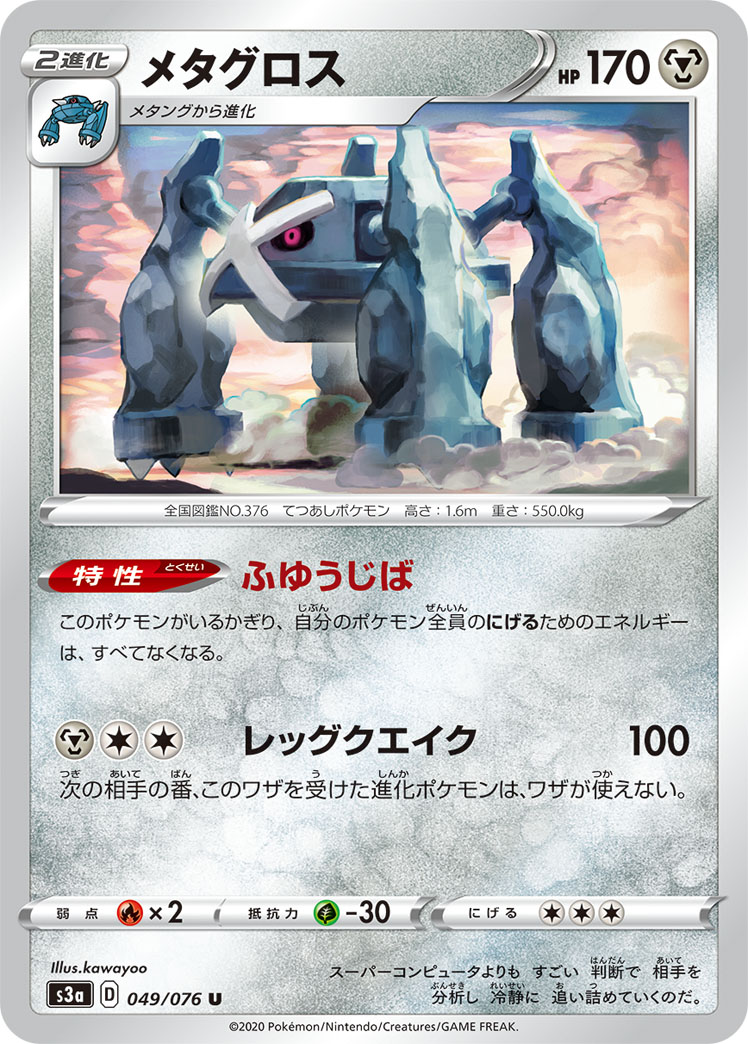 2進化
メタグロス
HP 170
メタングから進化
全国図鑑NO.376 てつあしポケモン 高さ：1.6m 重さ：550.0kg
特性 とくせい ふゆうじば
このポケモンがいるかぎり、自分のポケモン全員のにげるためのエネルギー
は、すべてなくなる。
レッグクエイク 100
次の相手の番、このワザを受けた進化ポケモンは、ワザが使えない。
弱点 ×2 抵抗力 -30 にげる
Illus.kawayoo
s3a D 049/076 U
スーパーコンピュータよりも すごい 判断で 相手を
分析し 冷静に 追い詰めていくのだ。
©2020 Pokémon/Nintendo/Creatures/GAME FREAK.